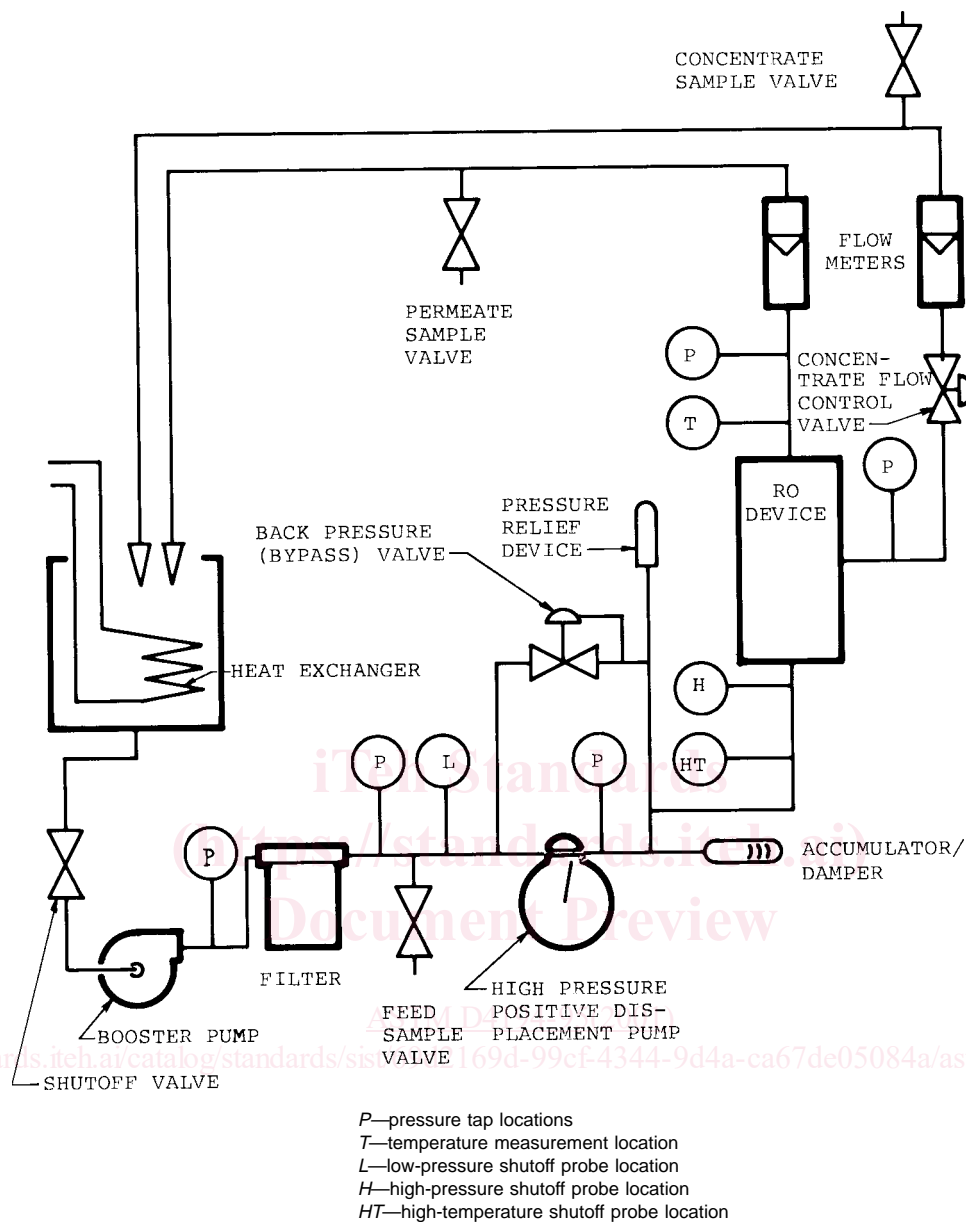 CONCENTRATE
SAMPLE VALVE
PERMEATE
SAMPLE
VALVE
FLOW
METERS
P
CONCEN-
TRATE FLOW
CONTROL
VALVE
T
P
RO
DEVICE
PRESSURE
RELIEF
DEVICE
BACK PRESSURE
(BYPASS) VALVE
HEAT EXCHANGER
H
HT
P
L
P
iTeh Standards
(https://standards.iteh.ai)
Document Preview
P
ACCUMULATOR/
DAMPER
FILTER
FEED
SAMPLE
VALVE
HIGH PRESSURE
POSITIVE DIS-
PLACEMENT PUMP
BOOSTER PUMP
SHUTOFF VALVE
P—pressure tap locations
T—temperature measurement location
L—low-pressure shutoff probe location
H—high-pressure shutoff probe location
HT—high-temperature shutoff probe location